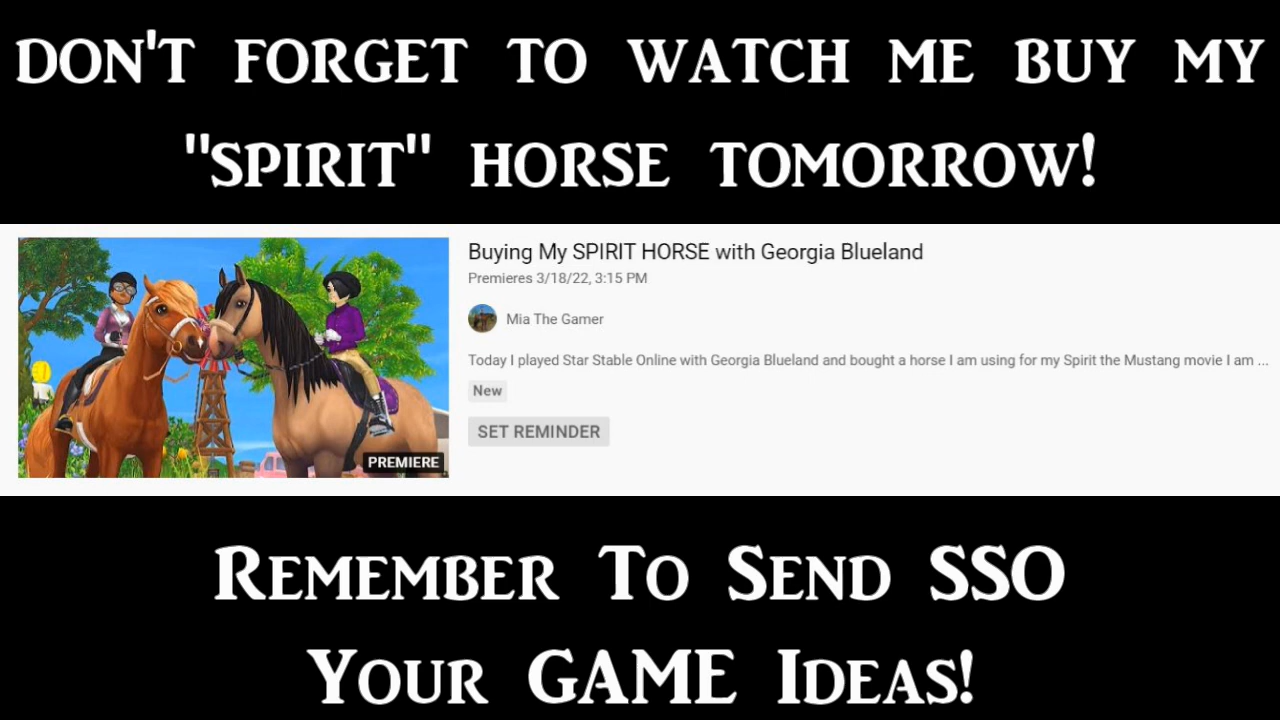 DON'T FORGET TO WATCH ME BUY MY
"SPIRIT" HORSE TOMORROW!
Buying My SPIRIT HORSE with Georgia Blueland
Premieres 3/18/22, 3:15 PM
Mia The Gamer
Today I played Star Stable Online with Georgia Blueland and bought a horse I am using for my Spirit the Mustang movie I am ...
New
SET REMINDER
PREMIERE
REMEMBER TO SEND SSO
YOUR GAME IDEAS!